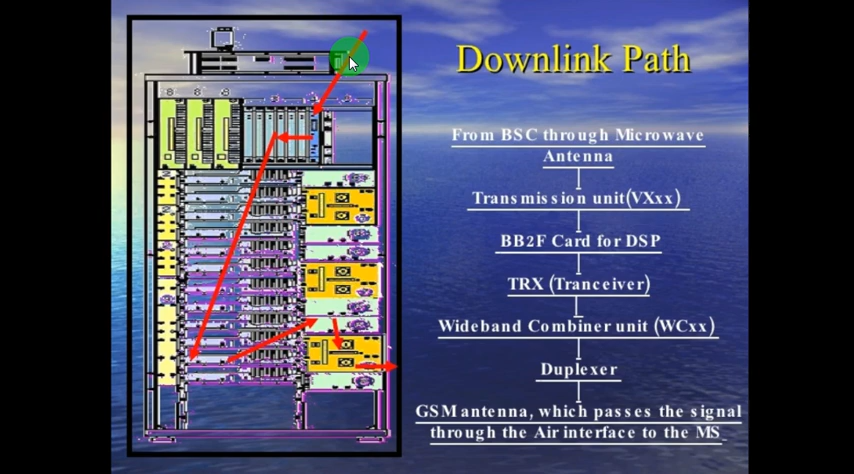 Downlink Path
From BSC through Microwave
Antenna
Transmission unit(VXxx)
BB2F Card for DSP
TRX (Tranceiver)
Wideband Combiner unit (WCxx)
Duplexer
GSM antenna, which passes the signal
through the Air interface to the MS